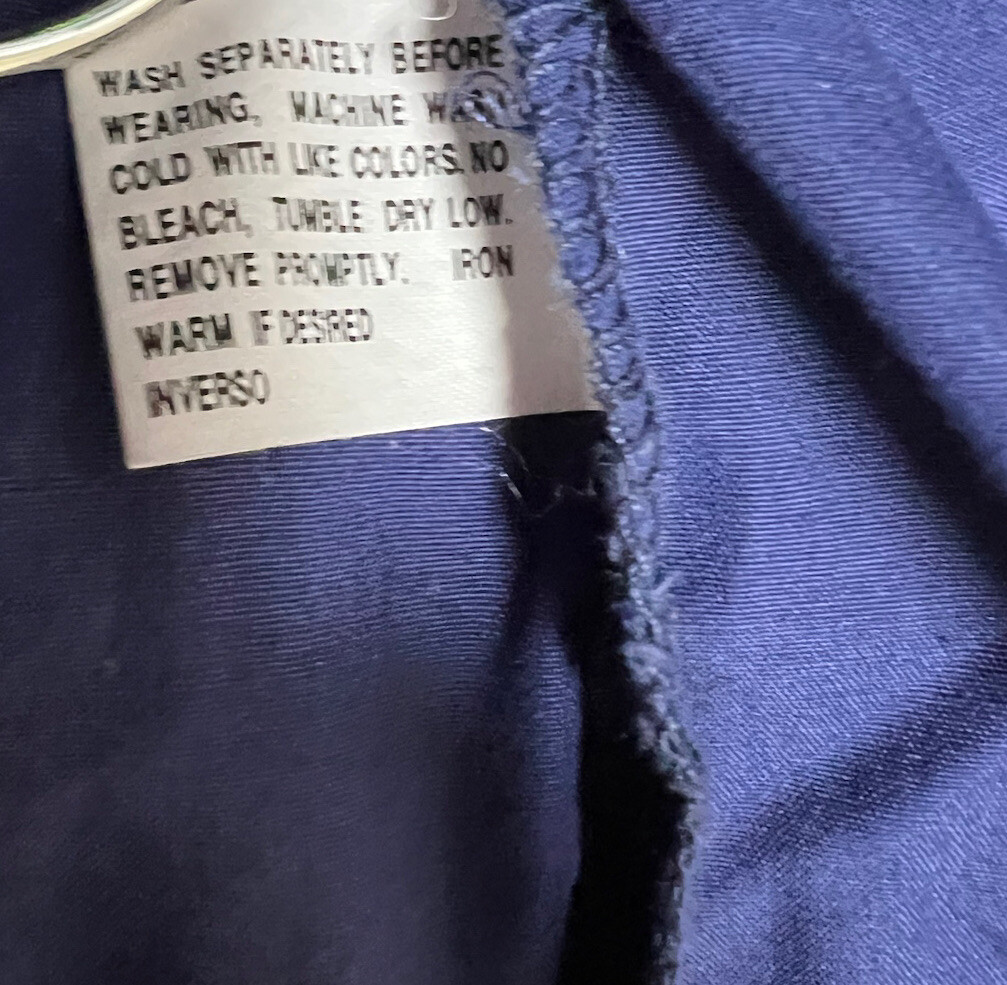 WASH SEPARATELY BEFORE
WEARING, MACHINE WASH
COLD WITH LIKE COLORS. NO
BLEACH, TUMBLE DRY LOW.
REMOVE PROMPTLY. IRON
WARM IF DESIRED
INVERSO